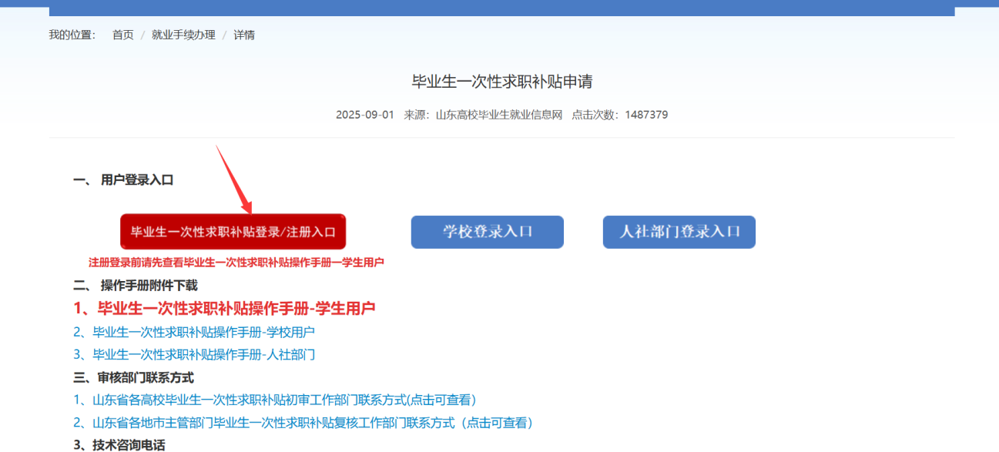 我的位置： 首页 / 就业手续办理 / 详情
毕业生一次性求职补贴申请
2025-09-01 来源：山东高校毕业生就业信息网 点击次数：1487379
一、 用户登录入口
毕业生一次性求职补贴登录/注册入口 学校登录入口 人社部门登录入口
注册登录前请先查看毕业生一次性求职补贴操作手册一学生用户
二、 操作手册附件下载
1、毕业生一次性求职补贴操作手册-学生用户
2、毕业生一次性求职补贴操作手册-学校用户
3、毕业生一次性求职补贴操作手册-人社部门
三、审核部门联系方式
1、山东省各高校毕业生一次性求职补贴初审工作部门联系方式(点击可查看)
2、山东省各地市主管部门毕业生一次性求职补贴复核工作部门联系方式（点击可查看）
3、技术咨询电话